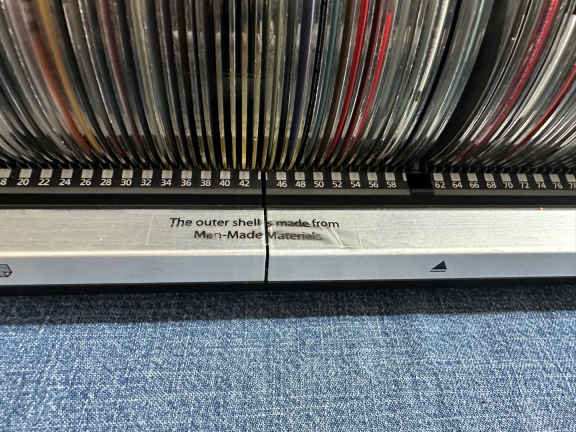 18 20 22 24 26 28 30 32 34 36 38 40 42 46 48 50 52 54 56 58 62 64 66 68 70 72 74 76
The outer shell is made from
Man-Made Materials